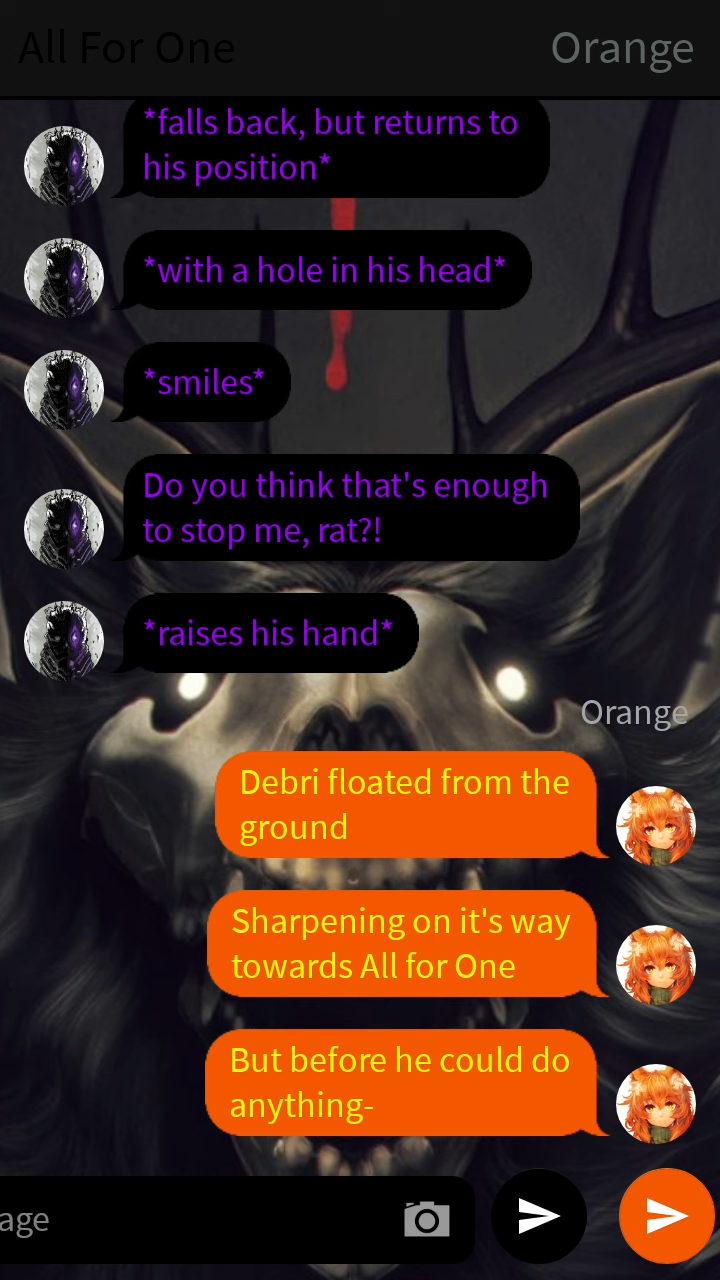 All For One
Orange
*falls back, but returns to
his position*
*with a hole in his head*
*smiles*
Do you think that's enough
to stop me, rat?!
*raises his hand*
Orange
Debri floated from the
ground
Sharpening on it's way
towards All for One
But before he could do
anything-
age